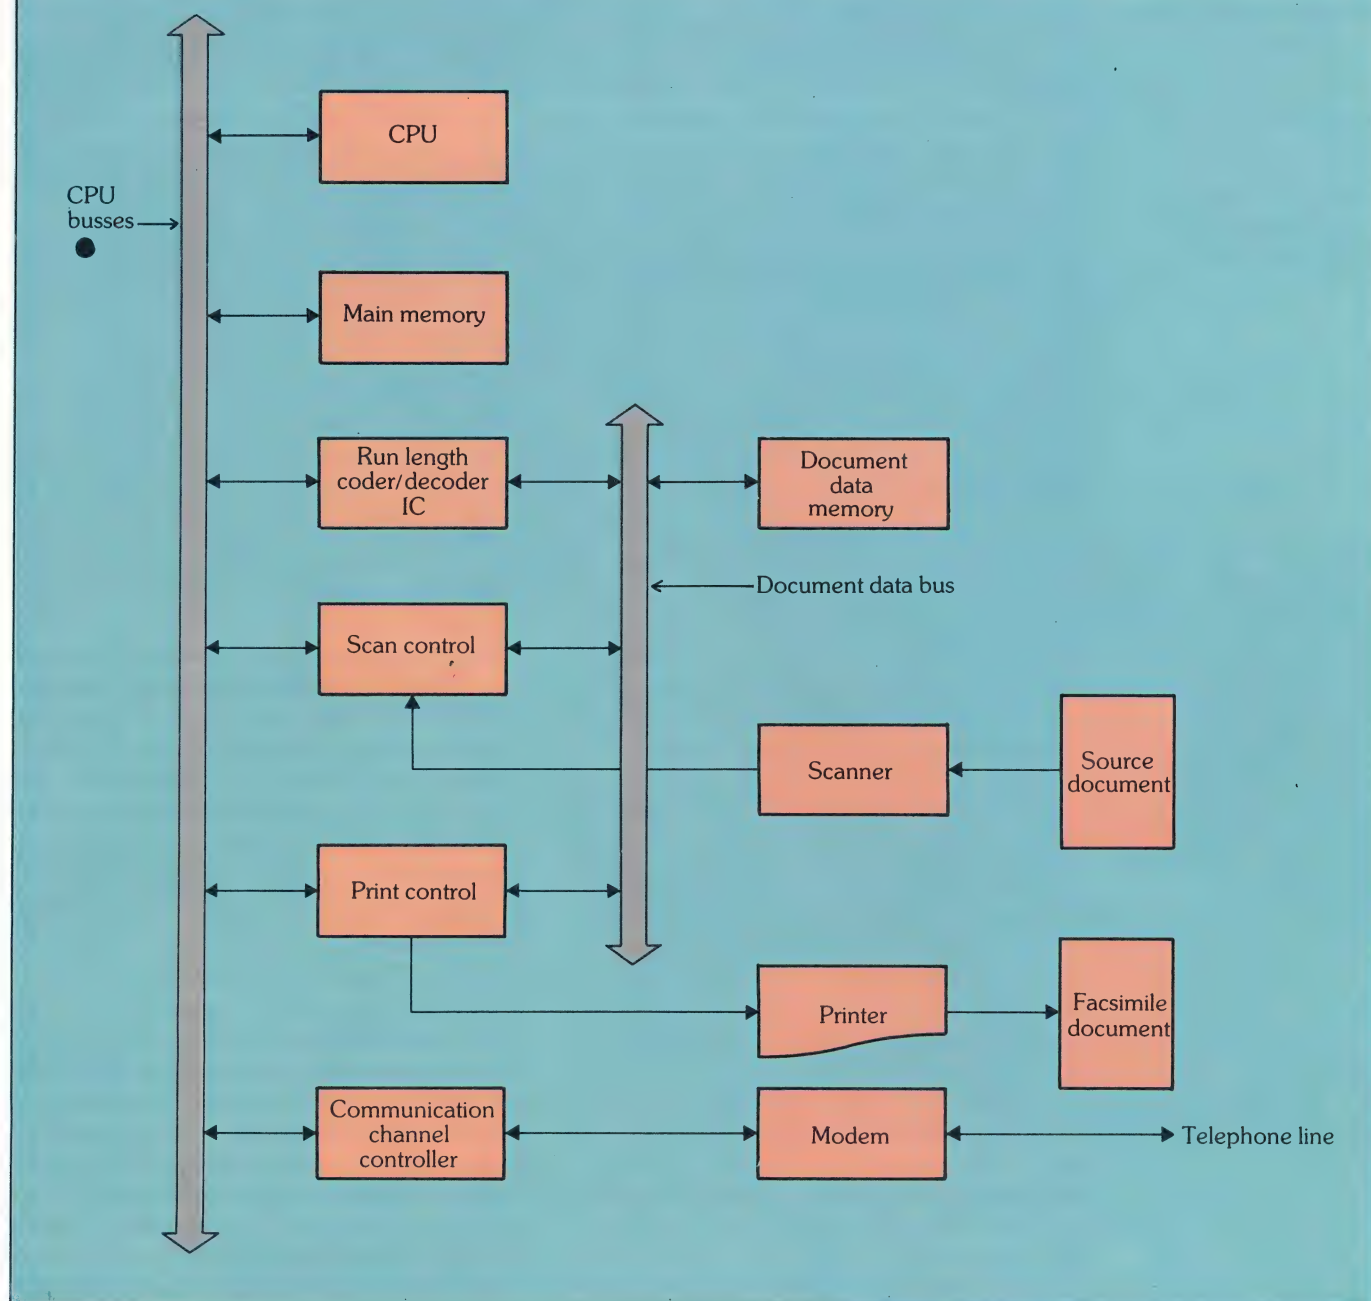 CPU
CPU
busses
Main memory
Run length
coder/decoder
IC
Document
data
memory
Document data bus
Scan control
Scanner
Source
document
Print control
Printer
Facsimile
document
Communication
channel
controller
Modem
Telephone line